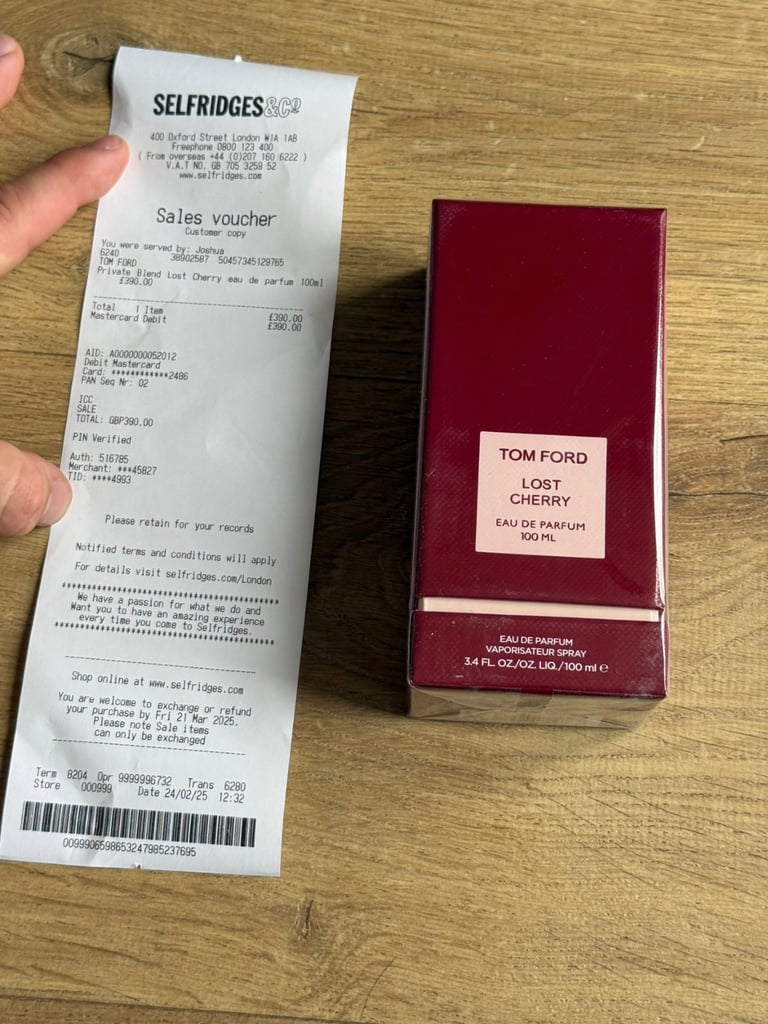 SELFRIDGES&Cº
400 Oxford Street London W1A 1AB
Freephone 0800 123 400
( From overseas +44 (0)207 160 6222 )
V.A.T NO. GB 705 3259 52
www.selfridges.com
Sales voucher
Customer copy
You were served by: Joshua
6240 38902587 50457345129765
TOM FORD
Private Blend Lost Cherry eau de parfum 100ml
£390.00
Total 1 Item £390.00
Mastercard Debit £390.00
AID: A0000000052012
Debit Mastercard
Card: ************2486
PAN Seq Nr: 02
ICC
SALE
TOTAL: GBP390.00
PIN Verified
Auth: 516785
Merchant: ***45827
TID: ****4993
Please retain for your records
Notified terms and conditions will apply
For details visit selfridges.com/London
****************************************
We have a passion for what we do and
Want you to have an amazing experience
every time you come to Selfridges.
****************************************
Shop online at www.selfridges.com
You are welcome to exchange or refund
your purchase by Fri 21 Mar 2025.
Please note Sale items
can only be exchanged
Term 8204 Opr 9999996732 Trans 6280
Store 000999 Date 24/02/25 12:32
0099906598653247985237695
TOM FORD
LOST
CHERRY
EAU DE PARFUM
100 ML
EAU DE PARFUM
VAPORISATEUR SPRAY
3.4 FL. OZ./OZ. LIQ./100 ml ℮